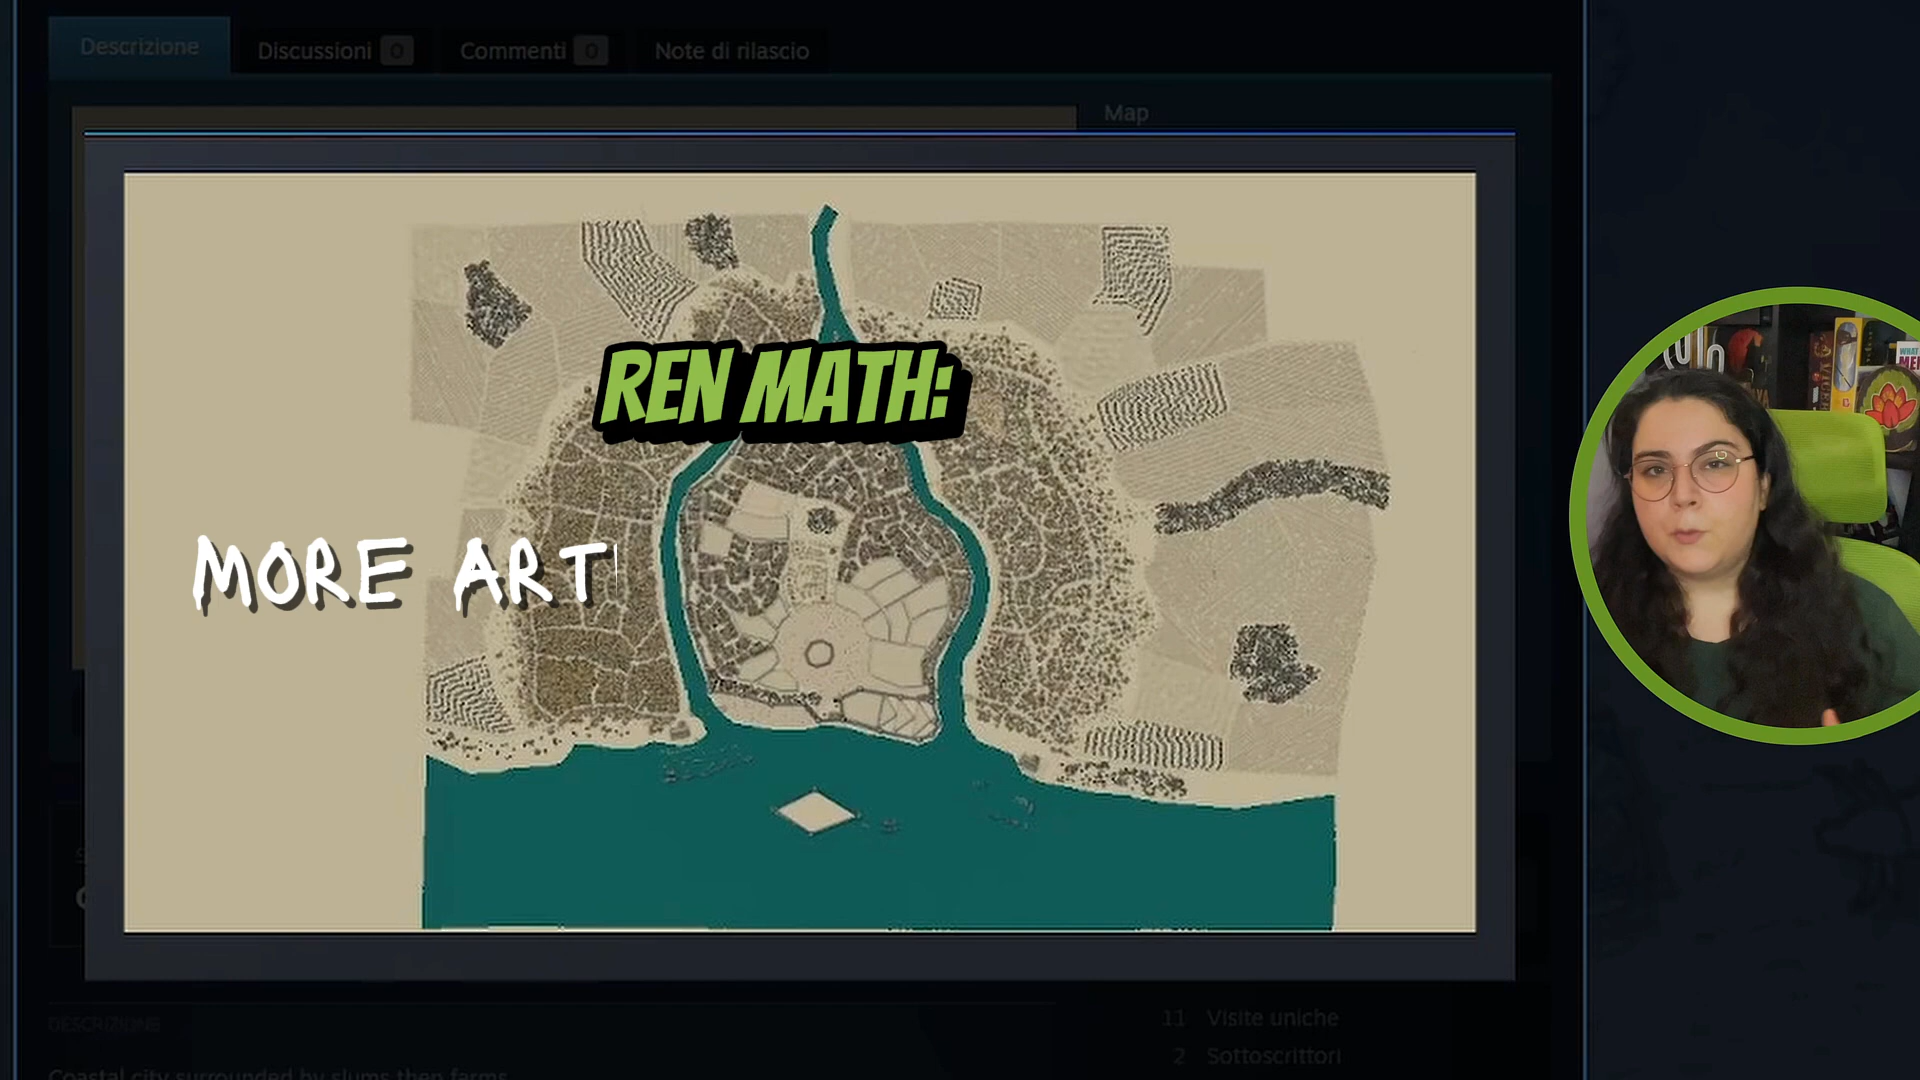 Descrizione
Discussioni 0
Commenti 0
Note di rilascio
Map
REN MATH:
MORE ART
DESCRIZIONE
11 Visite uniche
2 Sottoscrittori
Coastal city surrounded by slums then farms